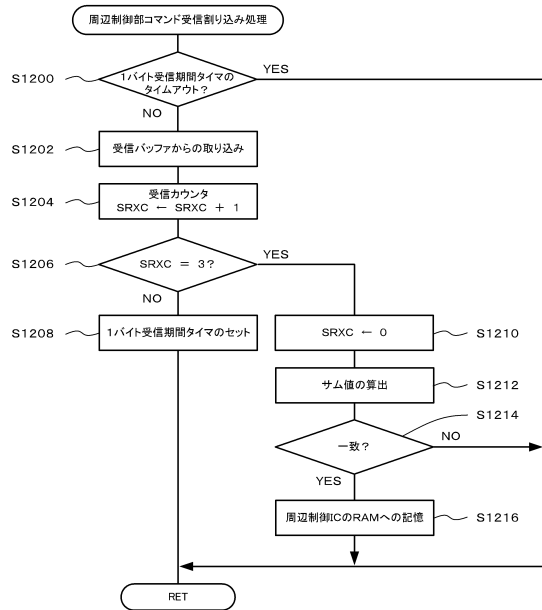 周辺制御部コマンド受信割り込み処理
S1200
1バイト受信期間タイマの
タイムアウト？
YES
NO
S1202
受信バッファからの取り込み
S1204
受信カウンタ
SRXC ← SRXC + 1
S1206
SRXC = 3？
YES
NO
S1208
1バイト受信期間タイマのセット
SRXC ← 0
S1210
サム値の算出
S1212
S1214
一致？
NO
YES
周辺制御ICのRAMへの記憶
S1216
RET